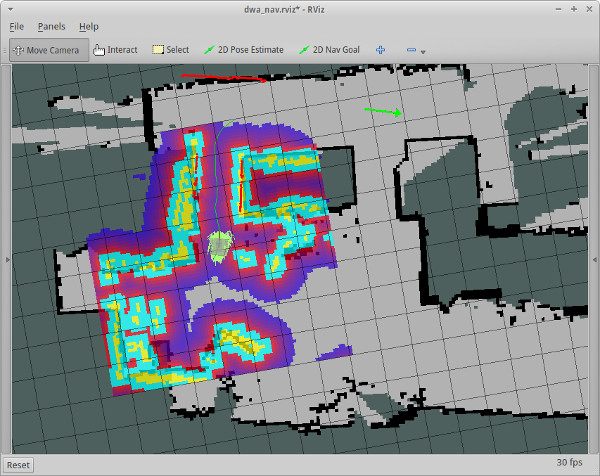 dwa_nav.rviz* - RViz
File Panels Help
Move Camera Interact Select 2D Pose Estimate 2D Nav Goal
Reset 30 fps